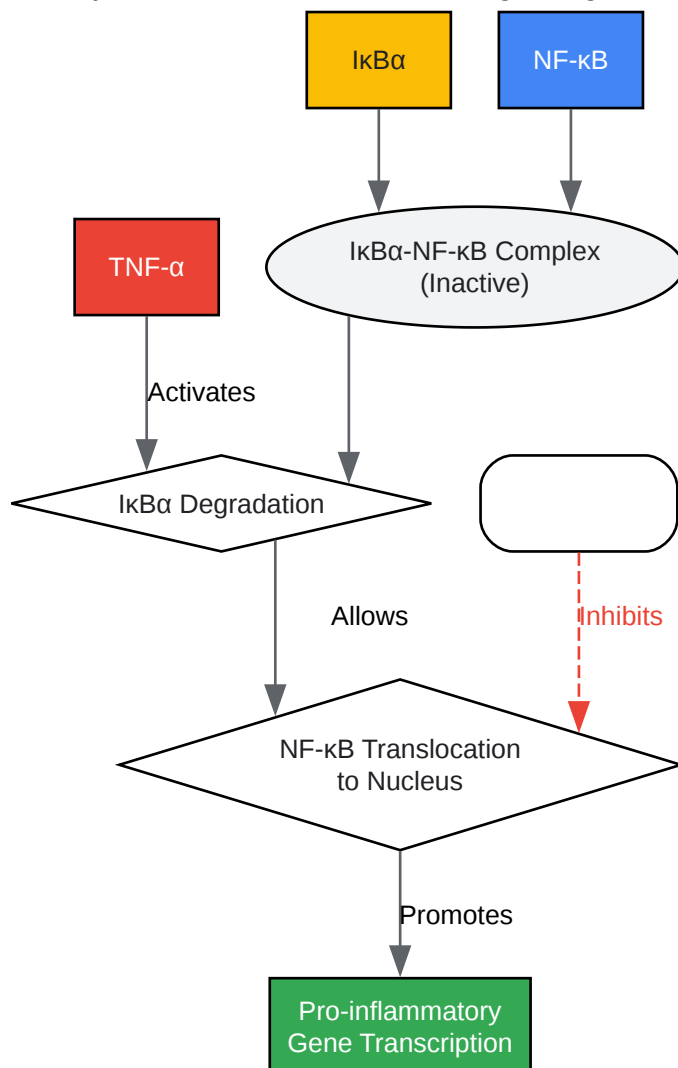 IκBα
NF-κB
IκBα-NF-κB Complex
(Inactive)
TNF-α
Activates
IκBα Degradation
Allows
Inhibits
NF-κB Translocation
to Nucleus
Promotes
Pro-inflammatory
Gene Transcription